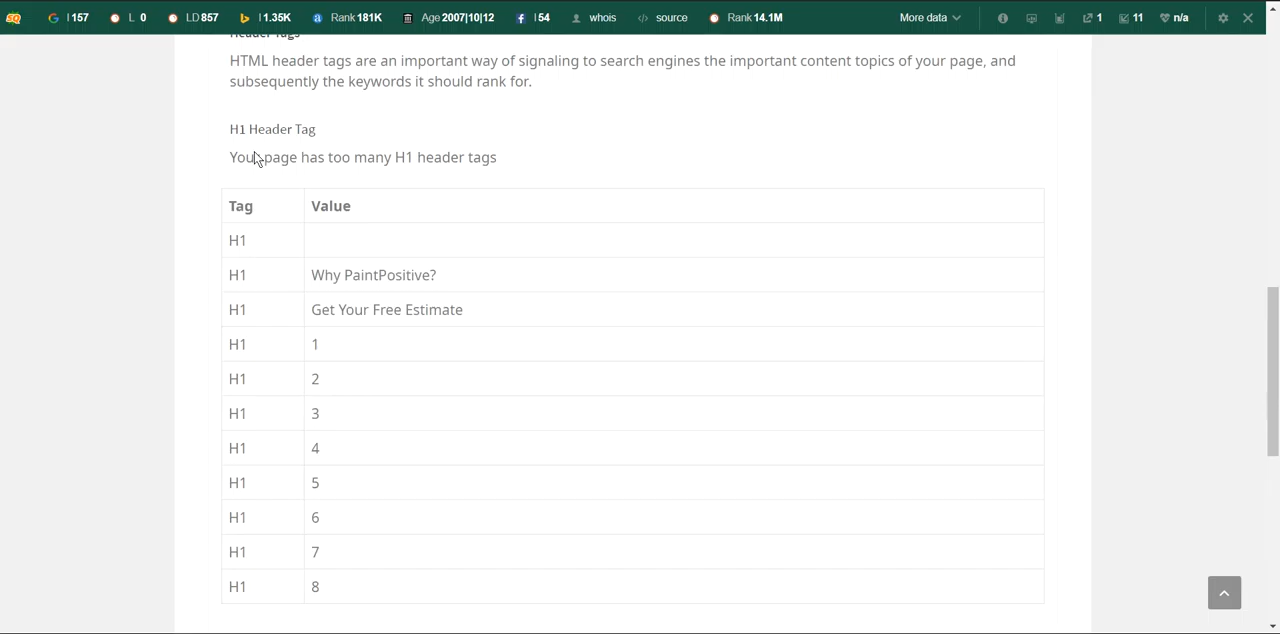 SQ G I 157 L 0 LD 857 I 1.35K a Rank 181K Age 2007|10|12 f I 54 whois </> source Rank 14.1M More data 1 11 n/a
Header Tags
HTML header tags are an important way of signaling to search engines the important content topics of your page, and
subsequently the keywords it should rank for.
H1 Header Tag
Your page has too many H1 header tags
Tag Value
H1
H1 Why PaintPositive?
H1 Get Your Free Estimate
H1 1
H1 2
H1 3
H1 4
H1 5
H1 6
H1 7
H1 8